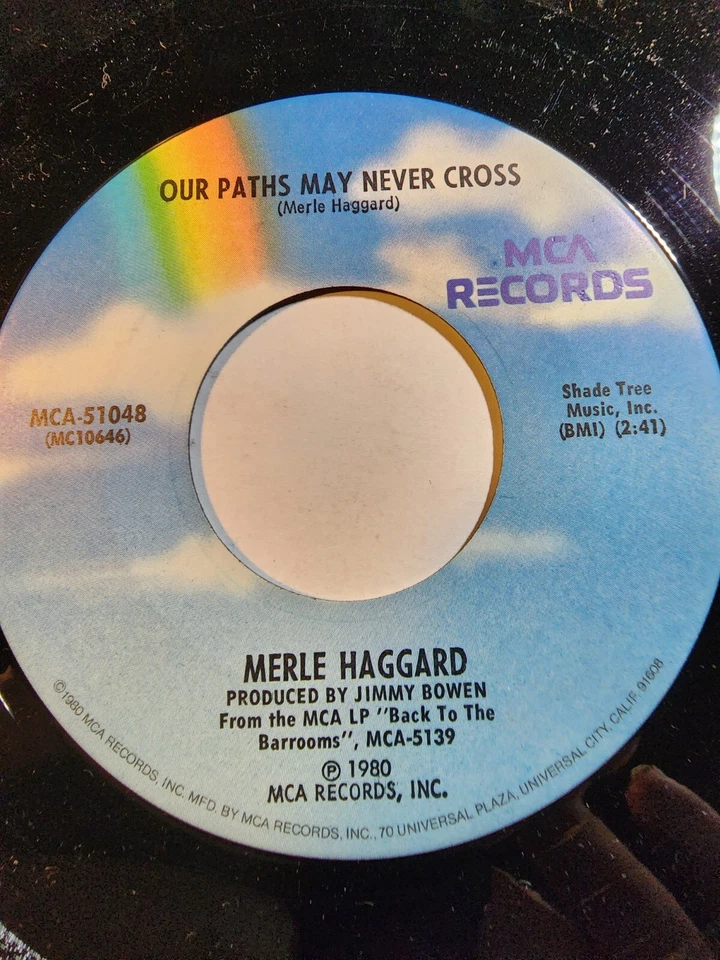 OUR PATHS MAY NEVER CROSS
(Merle Haggard)
MCA
RECORDS
MCA-51048
(MC10646)
Shade Tree
Music, Inc.
(BMI) (2:41)
MERLE HAGGARD
PRODUCED BY JIMMY BOWEN
From the MCA LP "Back To The
Barrooms", MCA-5139
℗ 1980
MCA RECORDS, INC.
©1980 MCA RECORDS, INC. MFD. BY MCA RECORDS, INC., 70 UNIVERSAL PLAZA, UNIVERSAL CITY, CALIF. 91608